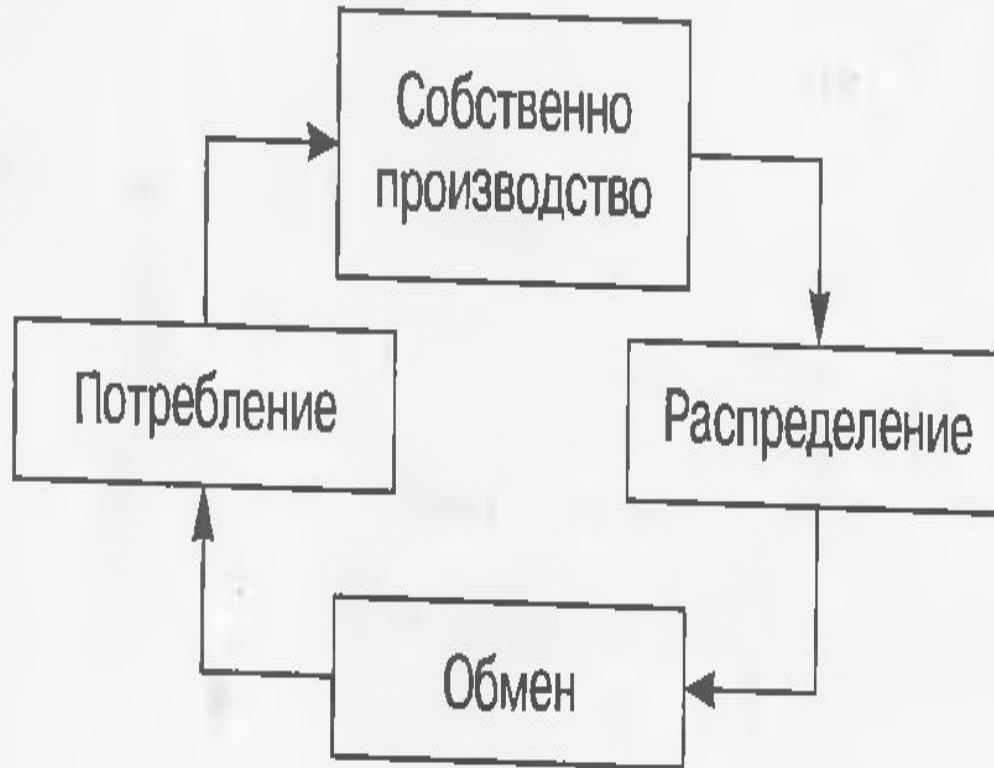 Собственно
производство
Потребление
Распределение
Обмен